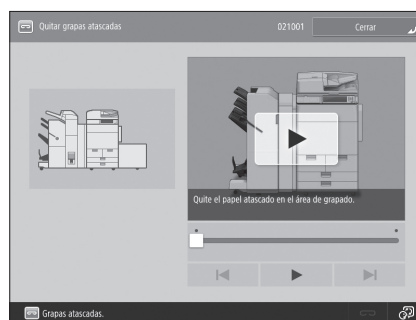 Quitar grapas atascadas
021001
Cerrar
Quite el papel atascado en el área de grapado.
Grapas atascadas.